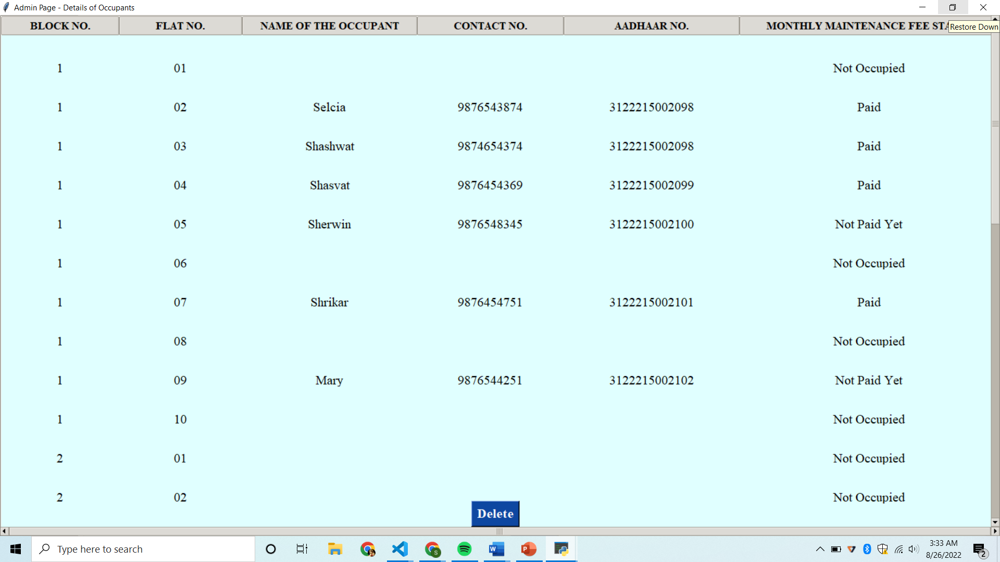 Admin Page - Details of Occupants
BLOCK NO. FLAT NO. NAME OF THE OCCUPANT CONTACT NO. AADHAAR NO. MONTHLY MAINTENANCE FEE STA
Restore Down
1 01 Not Occupied
1 02 Selcia 9876543874 3122215002098 Paid
1 03 Shashwat 9874654374 3122215002098 Paid
1 04 Shasvat 9876454369 3122215002099 Paid
1 05 Sherwin 9876548345 3122215002100 Not Paid Yet
1 06 Not Occupied
1 07 Shrikar 9876454751 3122215002101 Paid
1 08 Not Occupied
1 09 Mary 9876544251 3122215002102 Not Paid Yet
1 10 Not Occupied
2 01 Not Occupied
2 02 Not Occupied
Delete
Type here to search
S
W
P
3:33 AM
8/26/2022
2